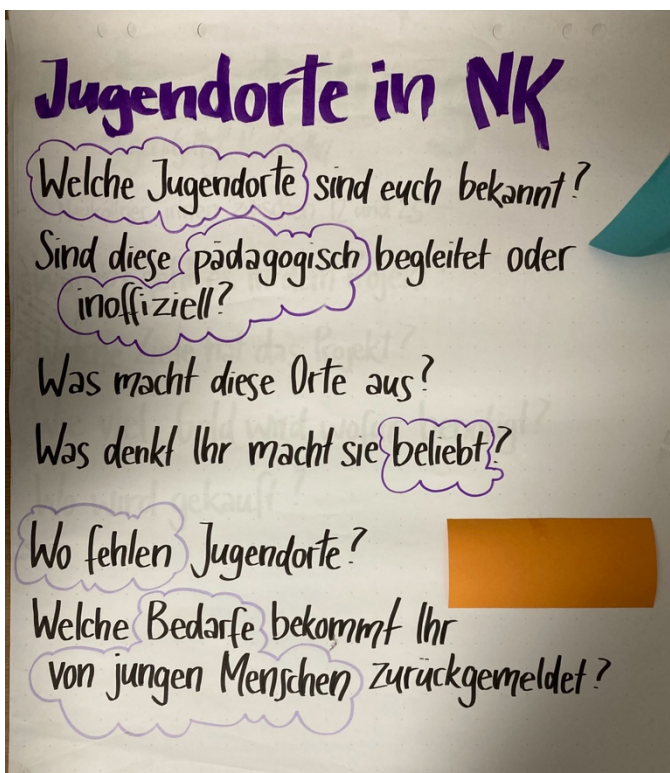 Jugendorte in NK
Welche Jugendorte sind euch bekannt?
Sind diese pädagogisch begleitet oder
inoffiziell?
Was macht diese Orte aus?
Was denkt Ihr macht sie beliebt?
Wo fehlen Jugendorte?
Welche Bedarfe bekommt Ihr
von jungen Menschen zurückgemeldet?